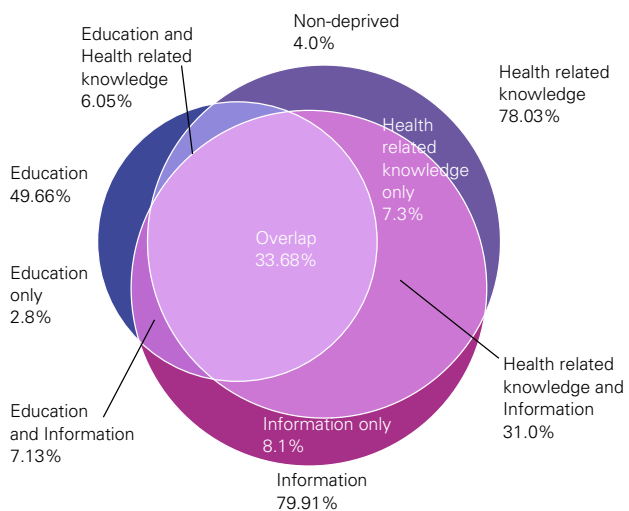 Non-deprived
4.0%
Education and
Health related
knowledge
6.05%
Health related
knowledge
78.03%
Health
related
knowledge
only
7.3%
Education
49.66%
Overlap
33.68%
Education
only
2.8%
Health related
knowledge and
Information
31.0%
Education
and Information
7.13%
Information only
8.1%
Information
79.91%